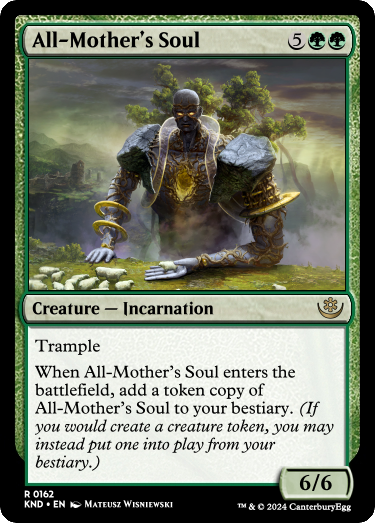 All-Mother's Soul 5
Creature — Incarnation
Trample
When All-Mother's Soul enters the
battlefield, add a token copy of
All-Mother's Soul to your bestiary. (If
you would create a creature token, you may
instead put one into play from your
bestiary.)
6/6
R 0162
KND • EN Mateusz Wisniewski
™ & © 2024 CanterburyEgg